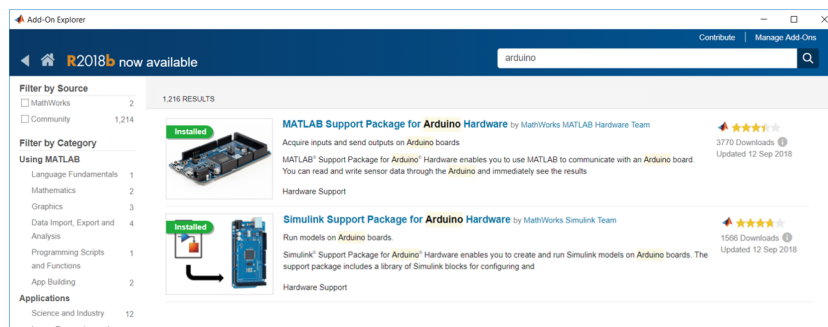 Add-On Explorer
Contribute | Manage Add-Ons
R2018b now available
arduino
Filter by Source
MathWorks 2
Community 1,214
Filter by Category
Using MATLAB
Language Fundamentals 1
Mathematics 2
Graphics 3
Data Import, Export and 4
Analysis
Programming Scripts 1
and Functions
App Building 2
Applications
Science and Industry 12
1,216 RESULTS
Installed
MATLAB Support Package for Arduino Hardware by MathWorks MATLAB Hardware Team
Acquire inputs and send outputs on Arduino boards
MATLAB® Support Package for Arduino® Hardware enables you to use MATLAB to communicate with an Arduino board.
You can read and write sensor data through the Arduino and immediately see the results
Hardware Support
3770 Downloads
Updated 12 Sep 2018
Installed
Simulink Support Package for Arduino Hardware by MathWorks Simulink Team
Run models on Arduino boards.
Simulink® Support Package for Arduino® Hardware enables you to create and run Simulink models on Arduino boards. The
support package includes a library of Simulink blocks for configuring and
Hardware Support
1566 Downloads
Updated 12 Sep 2018